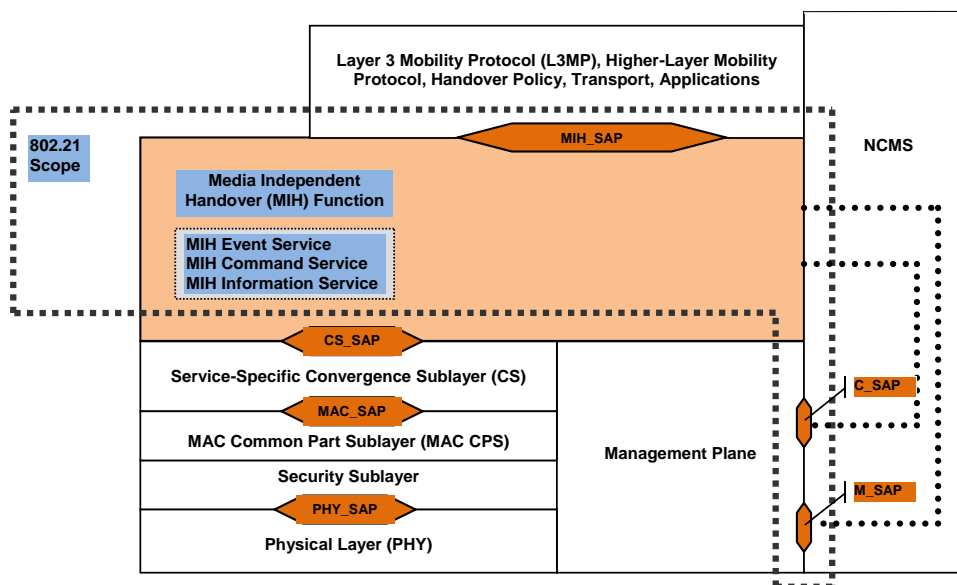 Layer 3 Mobility Protocol (L3MP), Higher-Layer Mobility
Protocol, Handover Policy, Transport, Applications
802.21
Scope
MIH_SAP
NCMS
Media Independent
Handover (MIH) Function
MIH Event Service
MIH Command Service
MIH Information Service
CS_SAP
Service-Specific Convergence Sublayer (CS)
C_SAP
MAC_SAP
MAC Common Part Sublayer (MAC CPS)
Management Plane
Security Sublayer
M_SAP
PHY_SAP
Physical Layer (PHY)